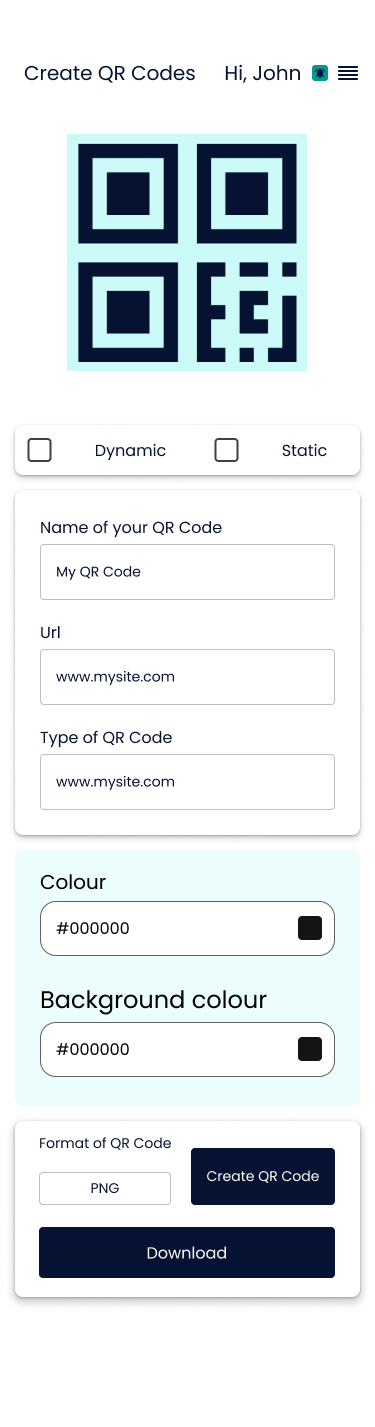 Create QR Codes
Hi, John
Dynamic
Static
Name of your QR Code
My QR Code
Url
www.mysite.com
Type of QR Code
www.mysite.com
Colour
#000000
Background colour
#000000
Format of QR Code
PNG
Create QR Code
Download